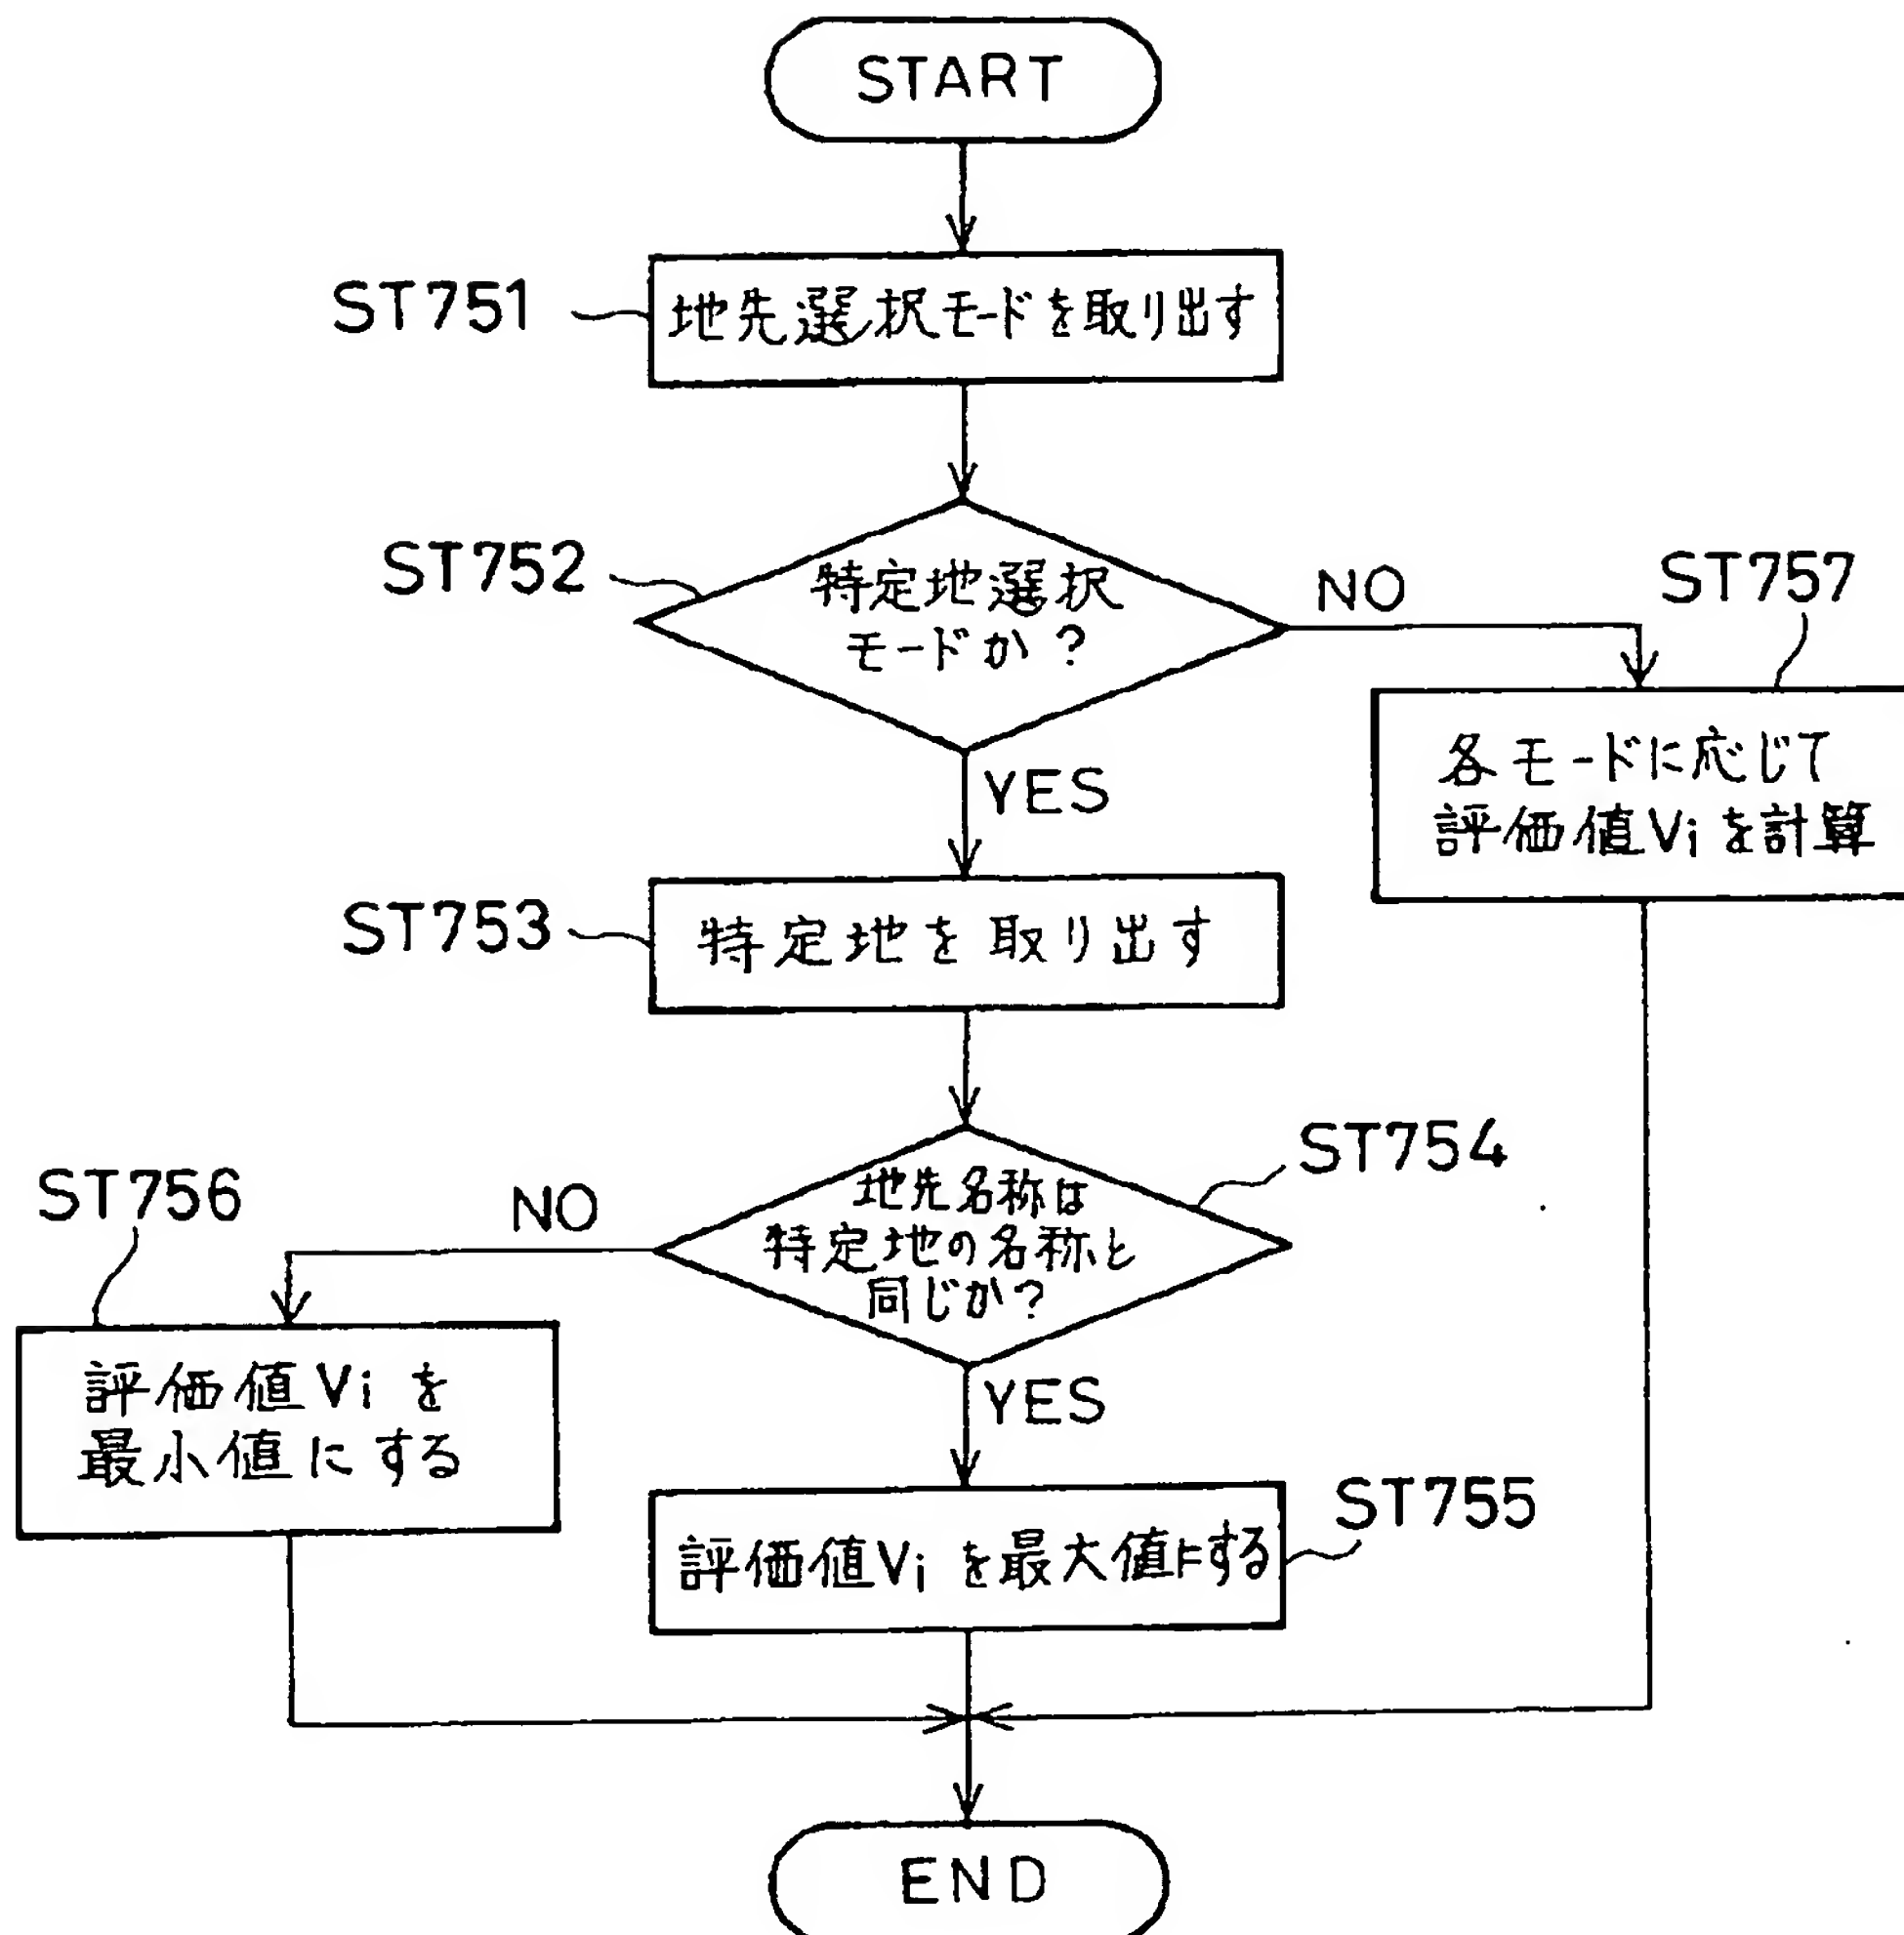 START
ST751
地先選択モードを取り出す
ST752
特定地選択
モードか?
NO
ST757
各モードに応じて
評価値Viを計算
YES
ST753
特定地を取り出す
ST754
地先名称は
特定地の名称と
同じか?
NO
ST756
評価値Viを
最小値にする
YES
ST755
評価値Viを最大値にする
END